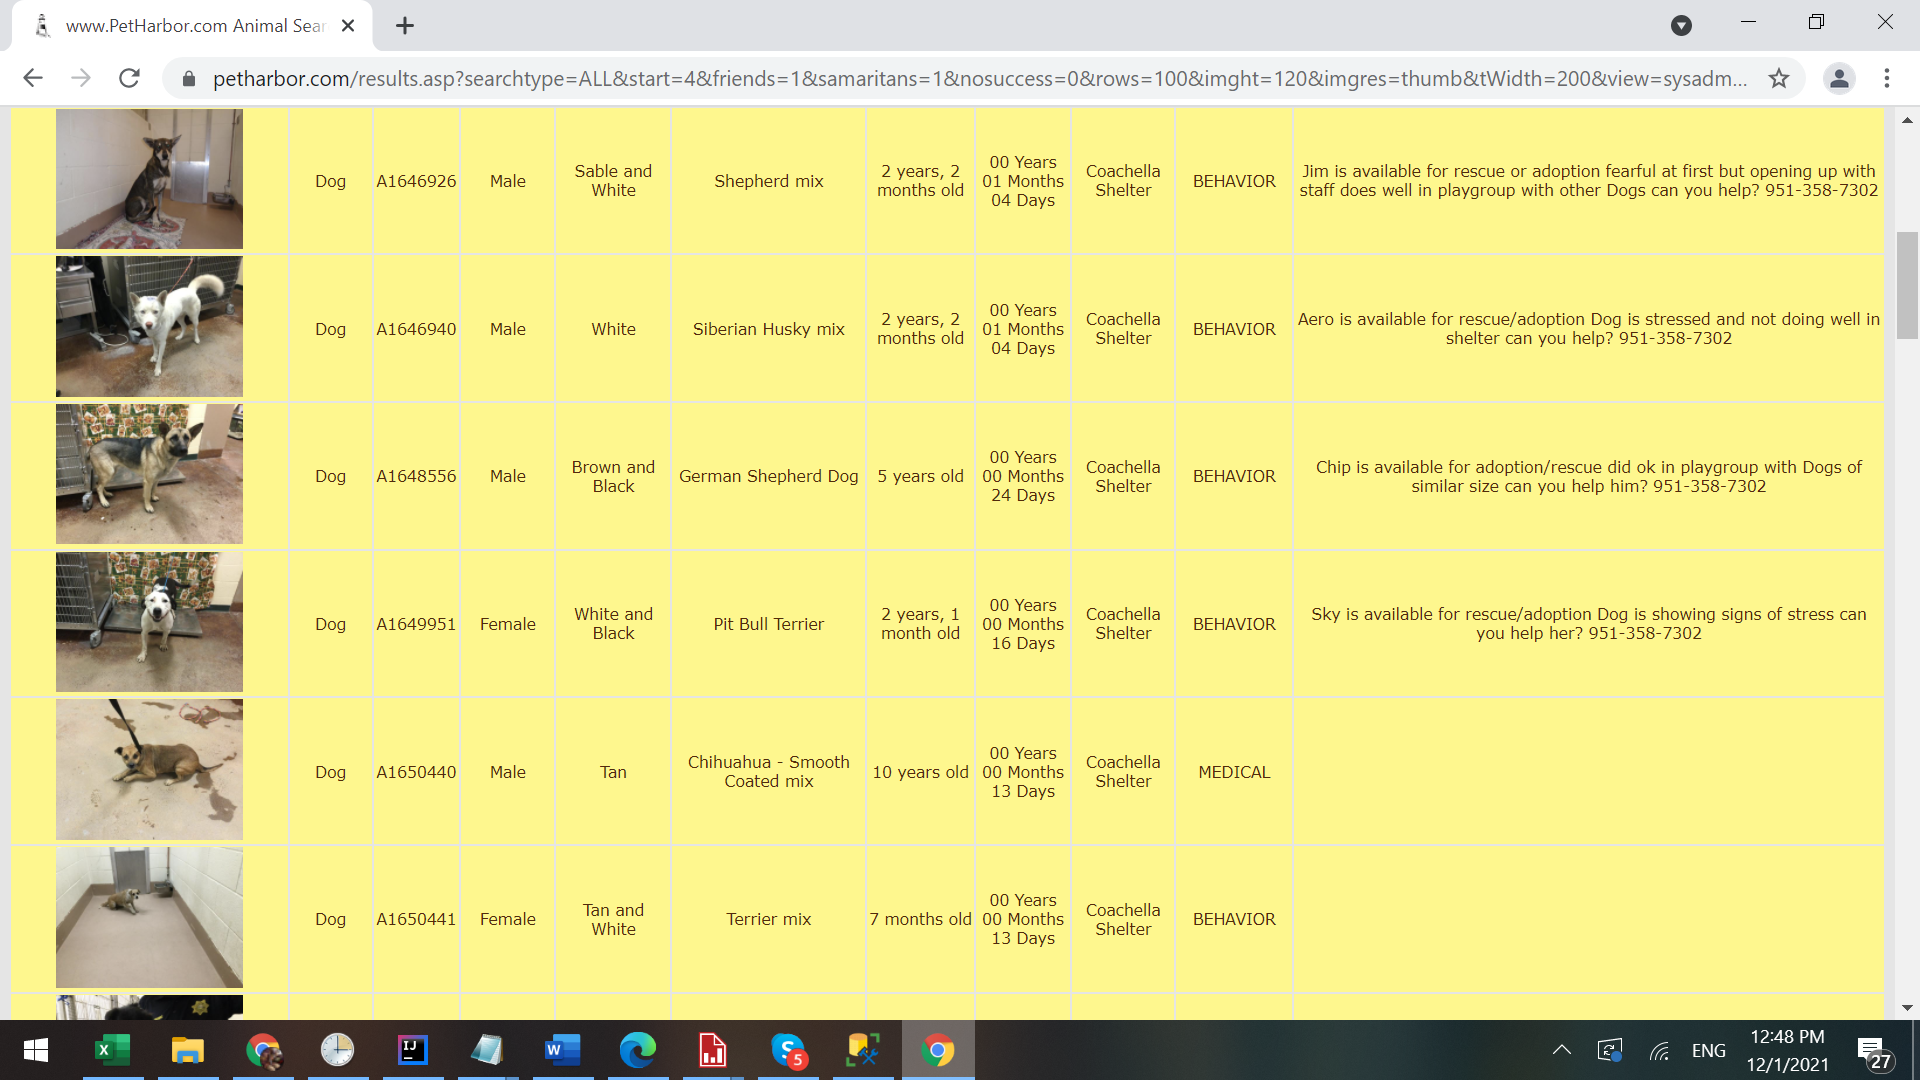 www.PetHarbor.com Animal Sear
petharbor.com/results.asp?searchtype=ALL&start=4&friends=1&samaritans=1&nosuccess=0&rows=100&imght=120&imgres=thumb&tWidth=200&view=sysadm...
Dog
A1646926
Male
Sable and
White
Shepherd mix
2 years, 2
months old
00 Years
01 Months
04 Days
Coachella
Shelter
BEHAVIOR
Jim is available for rescue or adoption fearful at first but opening up with
staff does well in playgroup with other Dogs can you help? 951-358-7302
Dog
A1646940
Male
White
Siberian Husky mix
2 years, 2
months old
00 Years
01 Months
04 Days
Coachella
Shelter
BEHAVIOR
Aero is available for rescue/adoption Dog is stressed and not doing well in
shelter can you help? 951-358-7302
Dog
A1648556
Male
Brown and
Black
German Shepherd Dog
5 years old
00 Years
00 Months
24 Days
Coachella
Shelter
BEHAVIOR
Chip is available for adoption/rescue did ok in playgroup with Dogs of
similar size can you help him? 951-358-7302
Dog
A1649951
Female
White and
Black
Pit Bull Terrier
2 years, 1
month old
00 Years
00 Months
16 Days
Coachella
Shelter
BEHAVIOR
Sky is available for rescue/adoption Dog is showing signs of stress can
you help her? 951-358-7302
Dog
A1650440
Male
Tan
Chihuahua - Smooth
Coated mix
10 years old
00 Years
00 Months
13 Days
Coachella
Shelter
MEDICAL
Dog
A1650441
Female
Tan and
White
Terrier mix
7 months old
00 Years
00 Months
13 Days
Coachella
Shelter
BEHAVIOR
X
IJ
W
S
5
ENG
12:48 PM
12/1/2021
27